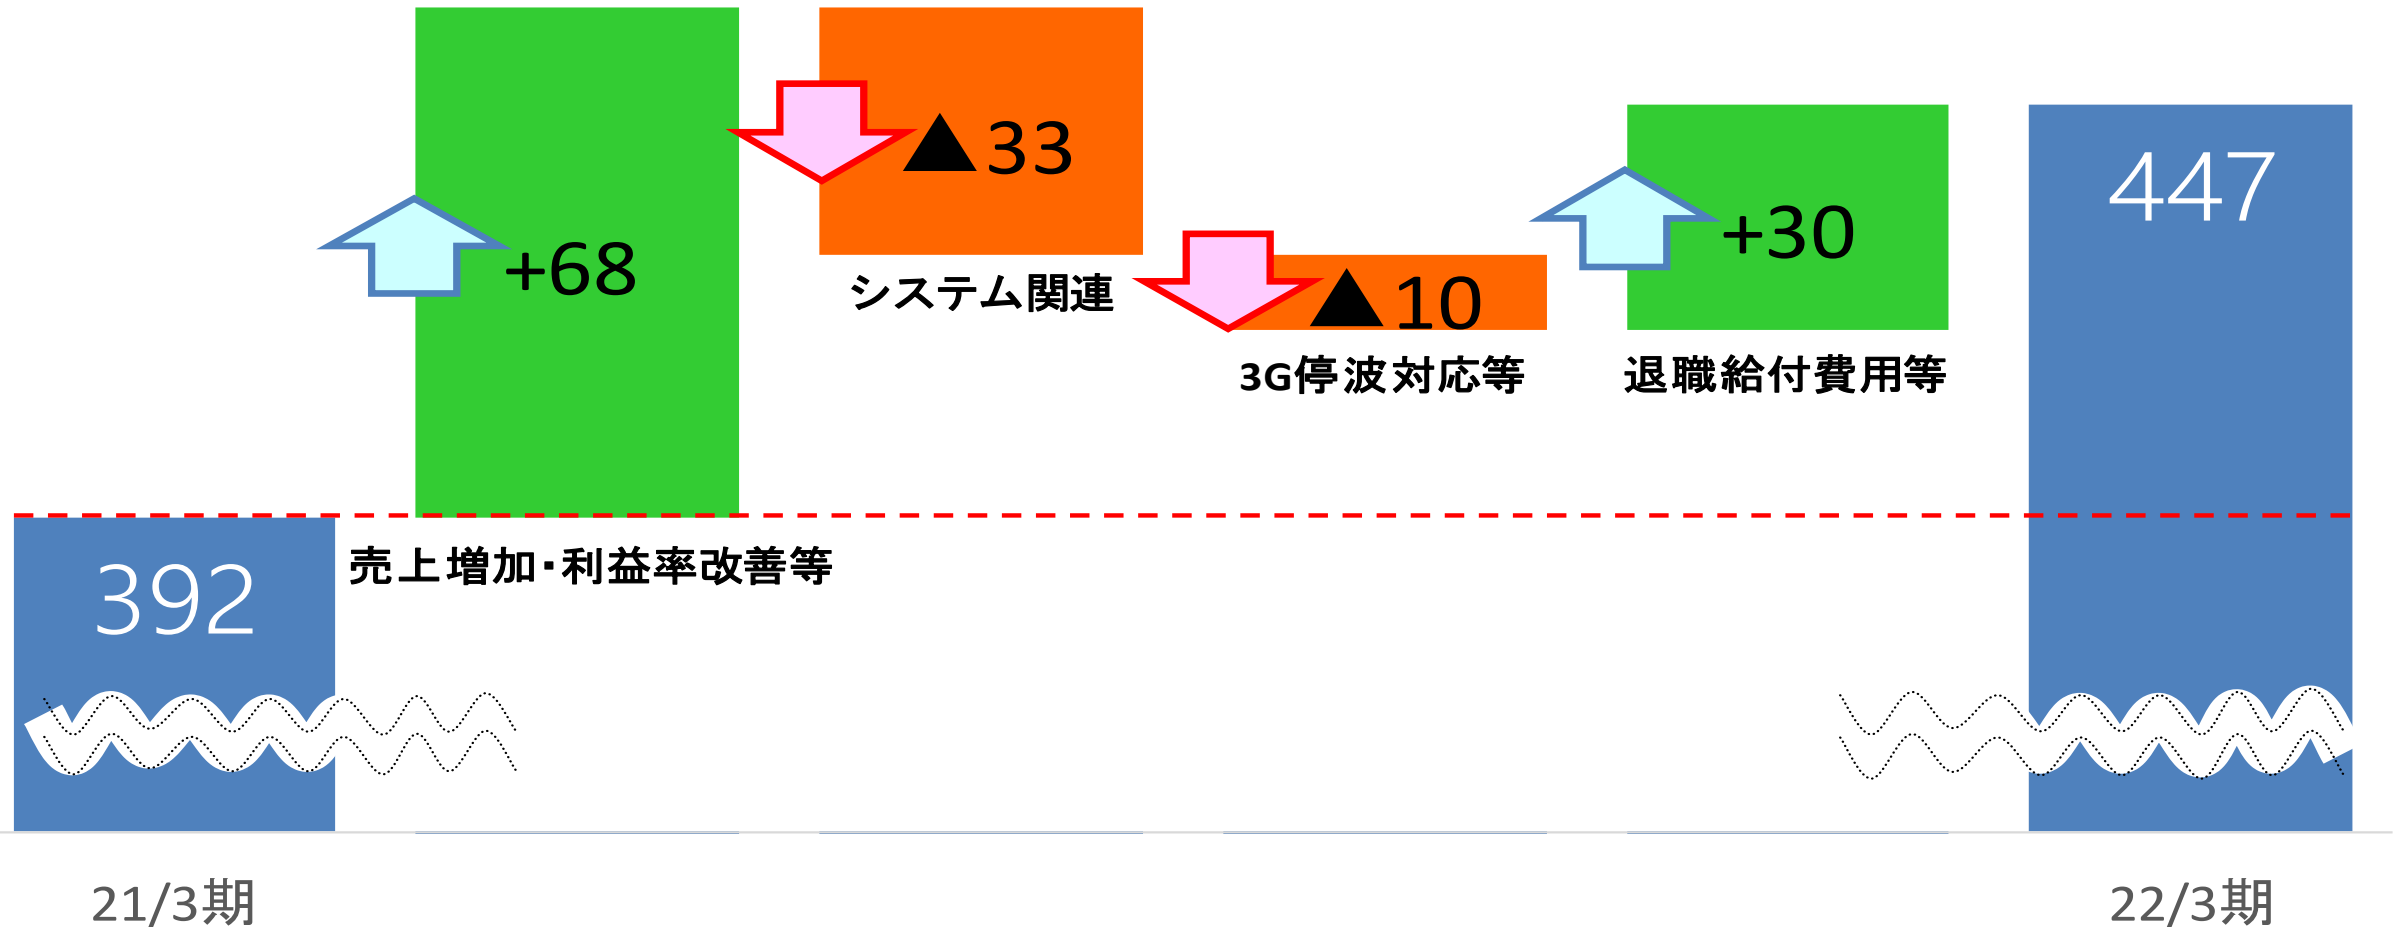 +68
▲33
▲10
+30
447
システム関連
3G停波対応等
退職給付費用等
392
売上増加・利益率改善等
21/3期
22/3期